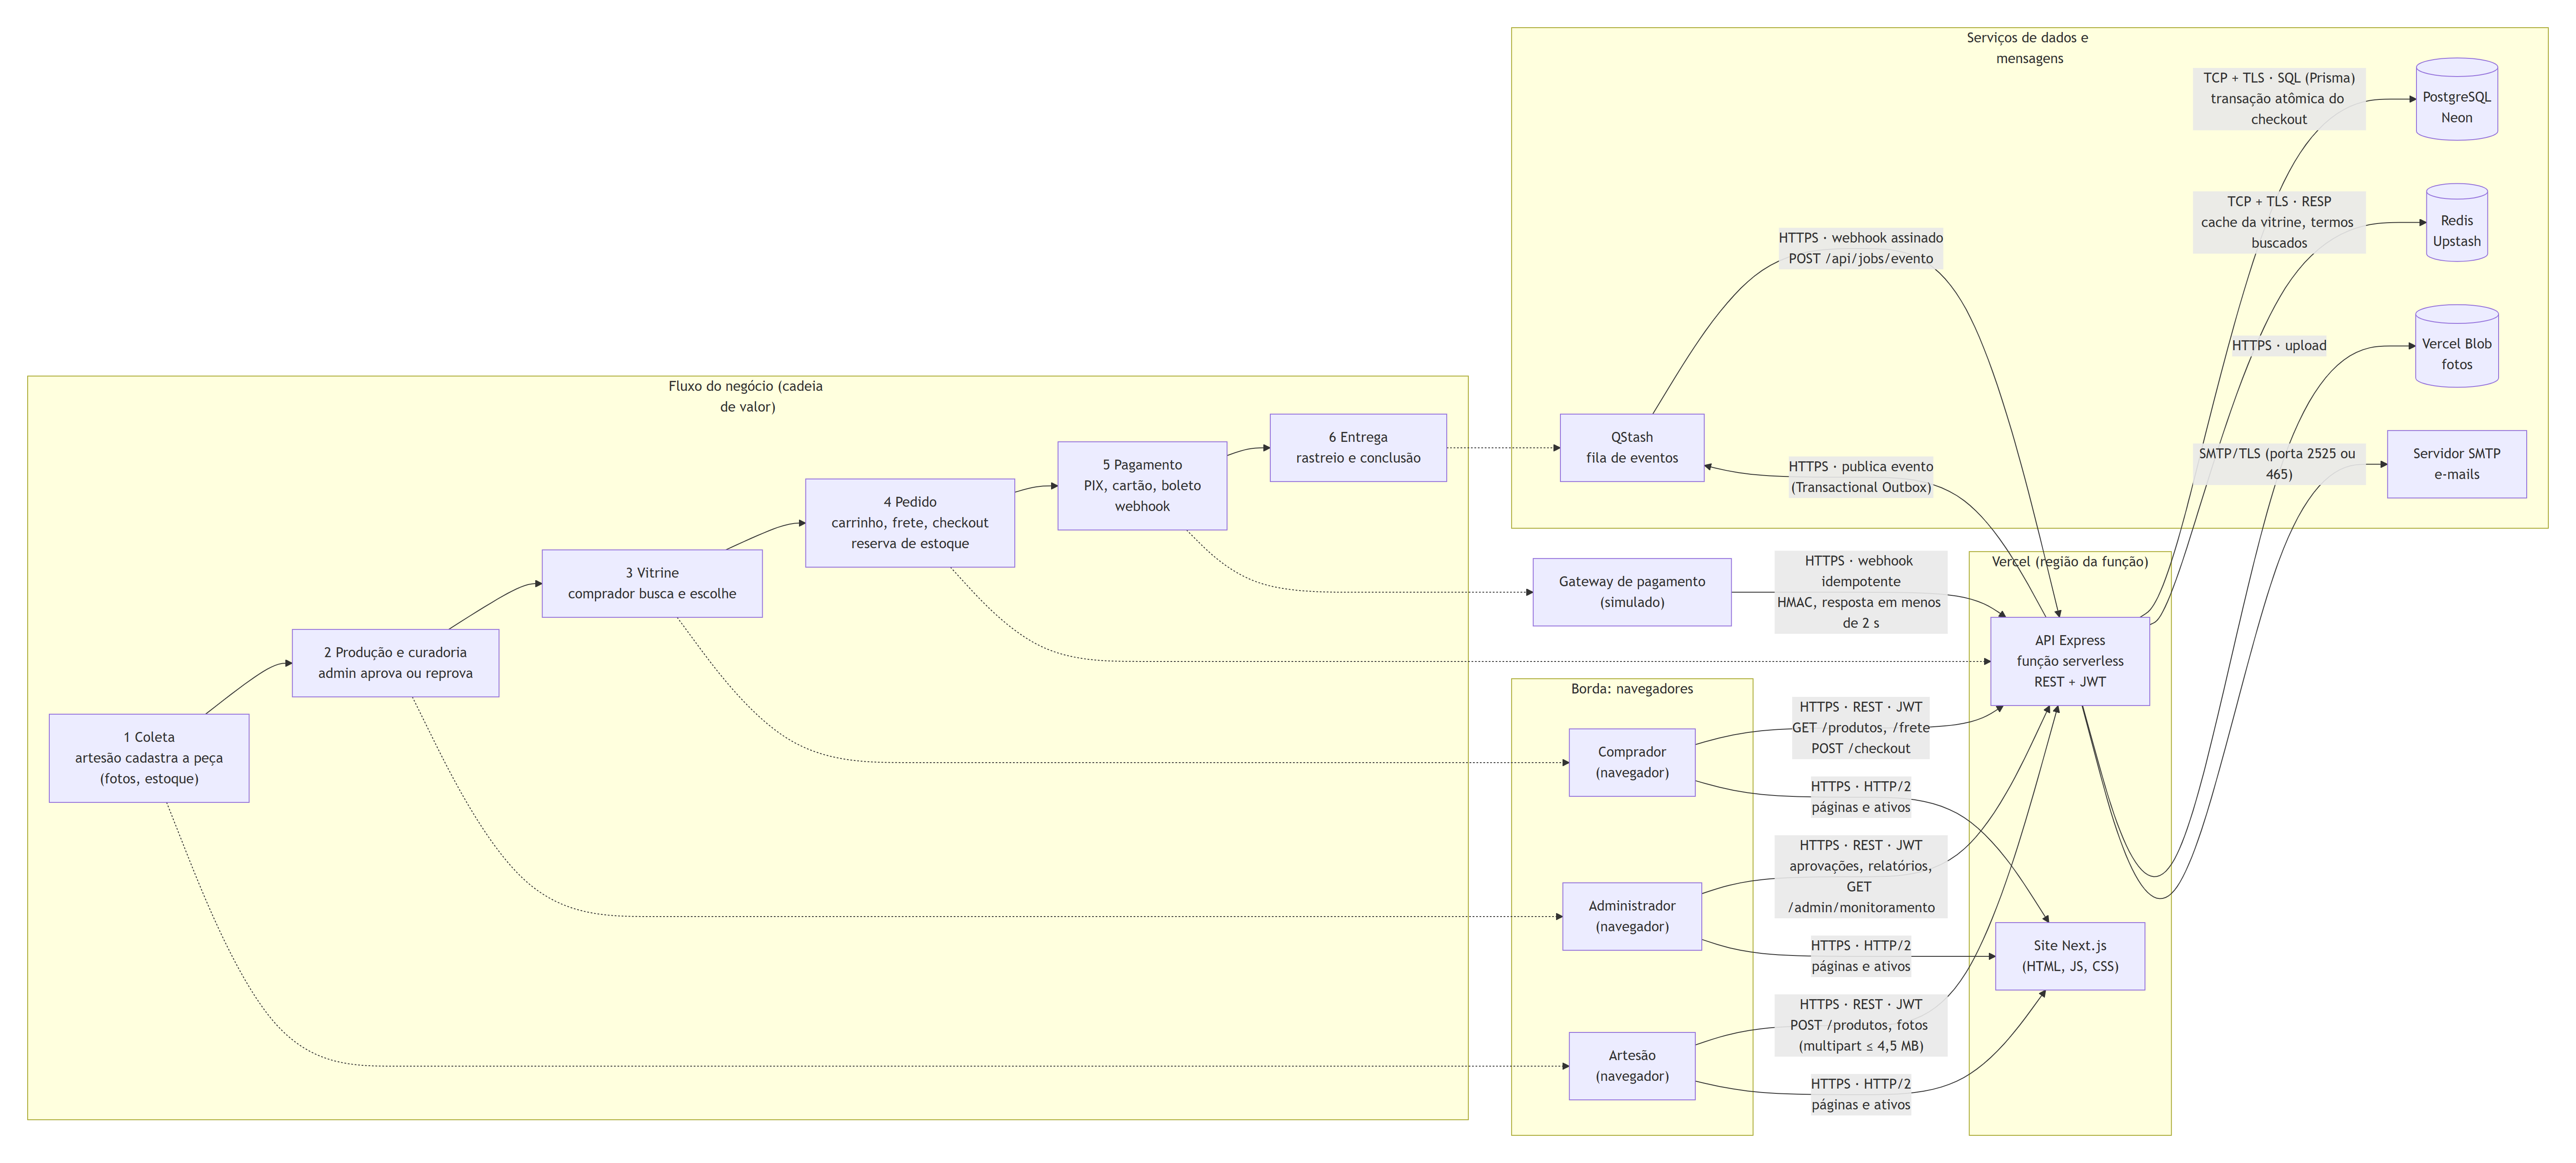 Fluxo do negócio (cadeia
de valor)
1 Coleta
artesão cadastra a peça
(fotos, estoque)
2 Produção e curadoria
admin aprova ou reprova
3 Vitrine
comprador busca e escolhe
4 Pedido
carrinho, frete, checkout
reserva de estoque
5 Pagamento
PIX, cartão, boleto
webhook
6 Entrega
rastreio e conclusão
Serviços de dados e
mensagens
QStash
fila de eventos
HTTPS · webhook assinado
POST /api/jobs/evento
HTTPS · publica evento
(Transactional Outbox)
TCP + TLS · SQL (Prisma)
transação atômica do
checkout
PostgreSQL
Neon
TCP + TLS · RESP
cache da vitrine, termos
buscados
Redis
Upstash
HTTPS · upload
Vercel Blob
fotos
SMTP/TLS (porta 2525 ou
465)
Servidor SMTP
e-mails
Gateway de pagamento
(simulado)
HTTPS · webhook
idempotente
HMAC, resposta em menos
de 2 s
Vercel (região da função)
API Express
função serverless
REST + JWT
Site Next.js
(HTML, JS, CSS)
Borda: navegadores
Comprador
(navegador)
HTTPS · REST · JWT
GET /produtos, /frete
POST /checkout
HTTPS · HTTP/2
páginas e ativos
Administrador
(navegador)
HTTPS · REST · JWT
aprovações, relatórios,
GET
/admin/monitoramento
HTTPS · HTTP/2
páginas e ativos
Artesão
(navegador)
HTTPS · REST · JWT
POST /produtos, fotos
(multipart ≤ 4,5 MB)
HTTPS · HTTP/2
páginas e ativos